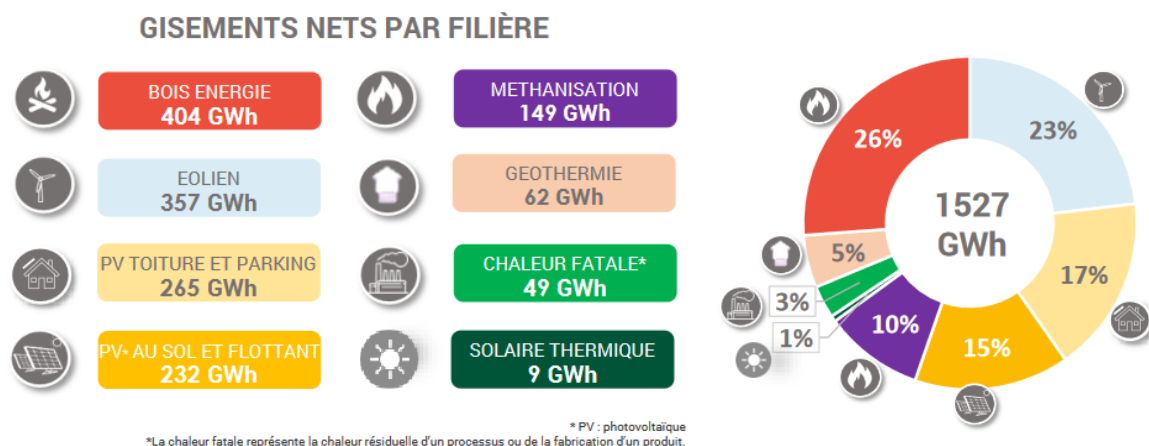 GISEMENTS NETS PAR FILIÈRE
BOIS ENERGIE
404 GWh
METHANISATION
149 GWh
EOLIEN
357 GWh
GEOTHERMIE
62 GWh
PV TOITURE ET PARKING
265 GWh
CHALEUR FATALE*
49 GWh
PV* AU SOL ET FLOTTANT
232 GWh
SOLAIRE THERMIQUE
9 GWh
26%
23%
1527
GWh
5%
17%
3%
1%
10%
15%
* PV : photovoltaïque
*La chaleur fatale représente la chaleur résiduelle d'un processus ou de la fabrication d'un produit.